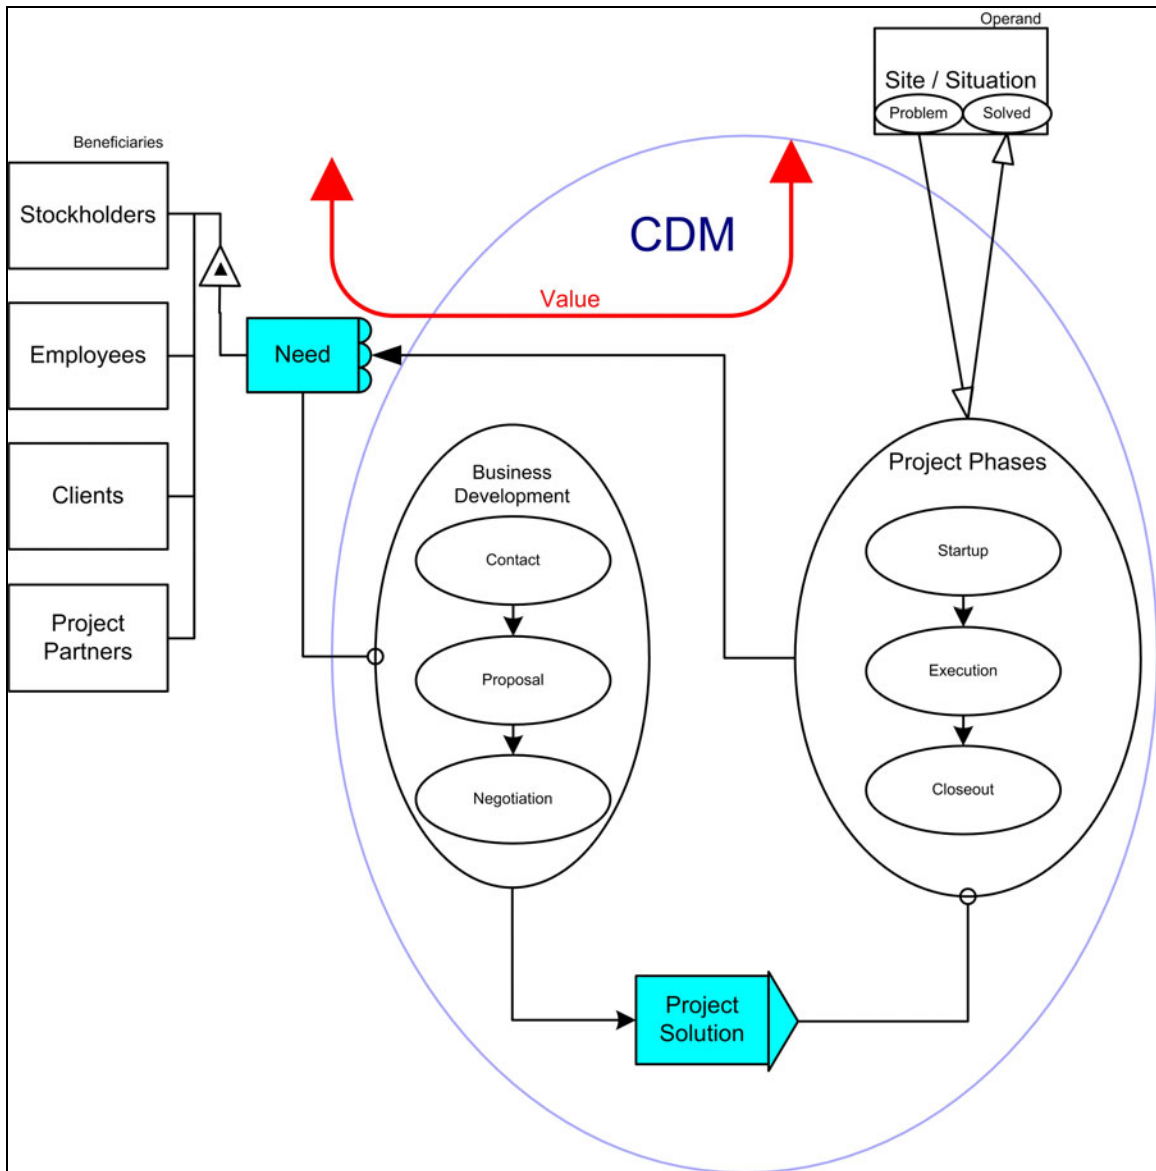 Operand
Site / Situation
Problem
Solved
Beneficiaries
Stockholders
Employees
Clients
Project
Partners
CDM
Value
Need
Business
Development
Contact
Proposal
Negotiation
Project Phases
Startup
Execution
Closeout
Project
Solution